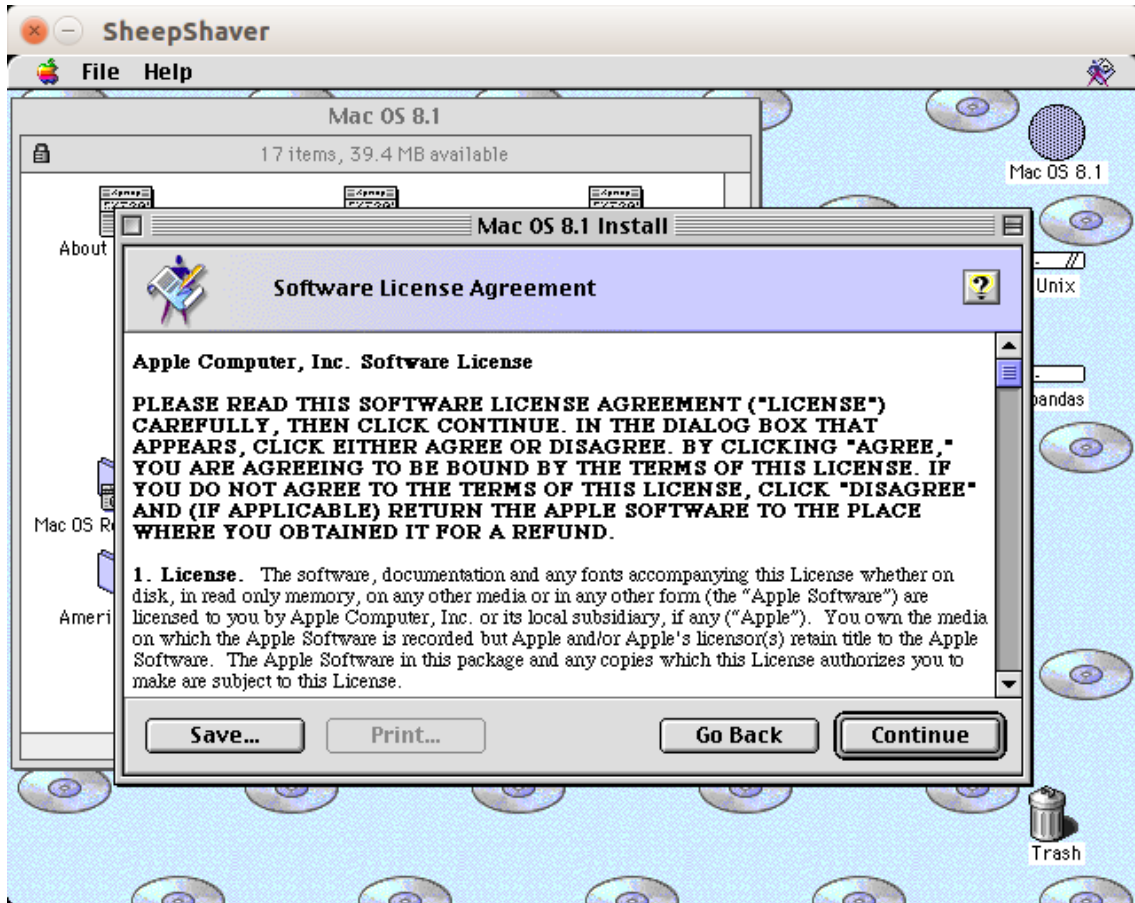 SheepShaver
File Help
Mac OS 8.1
17 items, 39.4 MB available
Mac OS 8.1
About
Mac OS 8.1 Install
Unix
Software License Agreement
Apple Computer, Inc. Software License
PLEASE READ THIS SOFTWARE LICENSE AGREEMENT ("LICENSE")
CAREFULLY, THEN CLICK CONTINUE. IN THE DIALOG BOX THAT
APPEARS, CLICK EITHER AGREE OR DISAGREE. BY CLICKING "AGREE,"
YOU ARE AGREEING TO BE BOUND BY THE TERMS OF THIS LICENSE. IF
YOU DO NOT AGREE TO THE TERMS OF THIS LICENSE, CLICK "DISAGREE"
AND (IF APPLICABLE) RETURN THE APPLE SOFTWARE TO THE PLACE
WHERE YOU OBTAINED IT FOR A REFUND.
pandas
Mac OS R
Ameri
1. License. The software, documentation and any fonts accompanying this License whether on
disk, in read only memory, on any other media or in any other form (the “Apple Software”) are
licensed to you by Apple Computer, Inc. or its local subsidiary, if any (“Apple”). You own the media
on which the Apple Software is recorded but Apple and/or Apple's licensor(s) retain title to the Apple
Software. The Apple Software in this package and any copies which this License authorizes you to
make are subject to this License.
Save... Print... Go Back Continue
Trash